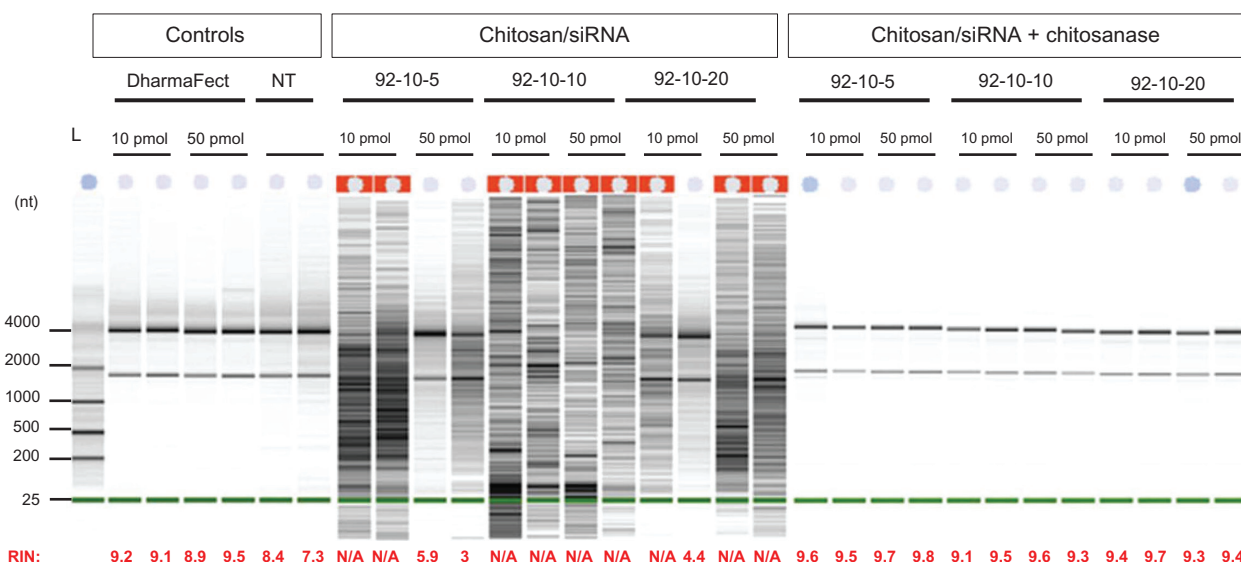 Controls Chitosan/siRNA Chitosan/siRNA + chitosanase
DharmaFect NT 92-10-5 92-10-10 92-10-20 92-10-5 92-10-10 92-10-20
L 10 pmol 50 pmol 10 pmol 50 pmol 10 pmol 50 pmol 10 pmol 50 pmol 10 pmol 50 pmol 10 pmol 50 pmol 10 pmol 50 pmol
(nt)
4000
2000
1000
500
200
25
RIN: 9.2 9.1 8.9 9.5 8.4 7.3 N/A N/A 5.9 3 N/A N/A N/A N/A N/A 4.4 N/A N/A 9.6 9.5 9.7 9.8 9.1 9.5 9.6 9.3 9.4 9.7 9.3 9.4